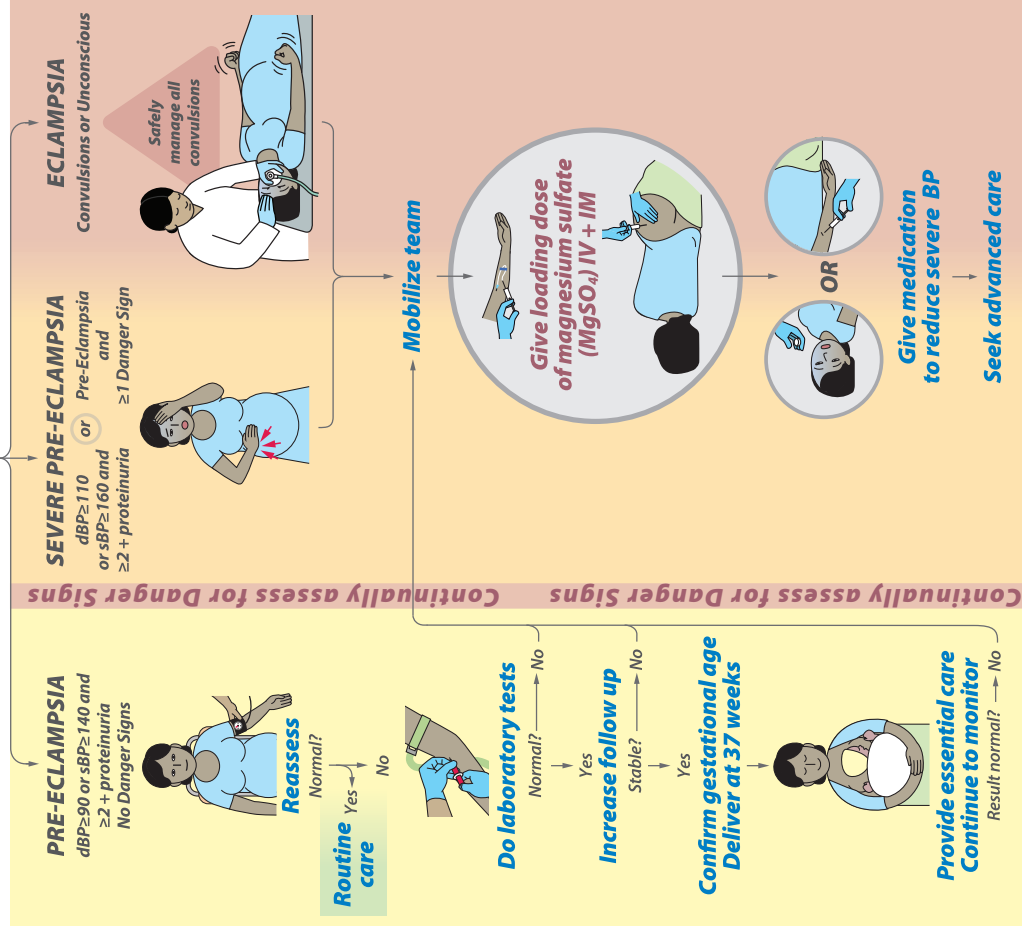 PRE-ECLAMPSIA
dBP≥90 or sBP≥140 and
≥2 + proteinuria
No Danger Signs
Reassess
Normal?
Yes
Routine
care
No
Do laboratory tests
Normal?
No
Yes
Increase follow up
Stable?
No
Yes
Confirm gestational age
Deliver at 37 weeks
Provide essential care
Continue to monitor
Result normal?
No
Continually assess for Danger Signs
Continually assess for Danger Signs
SEVERE PRE-ECLAMPSIA
dBP≥110
or sBP≥160 and
≥2 + proteinuria
or
Pre-Eclampsia
and
≥1 Danger Sign
ECLAMPSIA
Convulsions or Unconscious
Safely
manage all
convulsions
Mobilize team
Give loading dose
of magnesium sulfate
(MgSO₄) IV + IM
OR
Give medication
to reduce severe BP
Seek advanced care